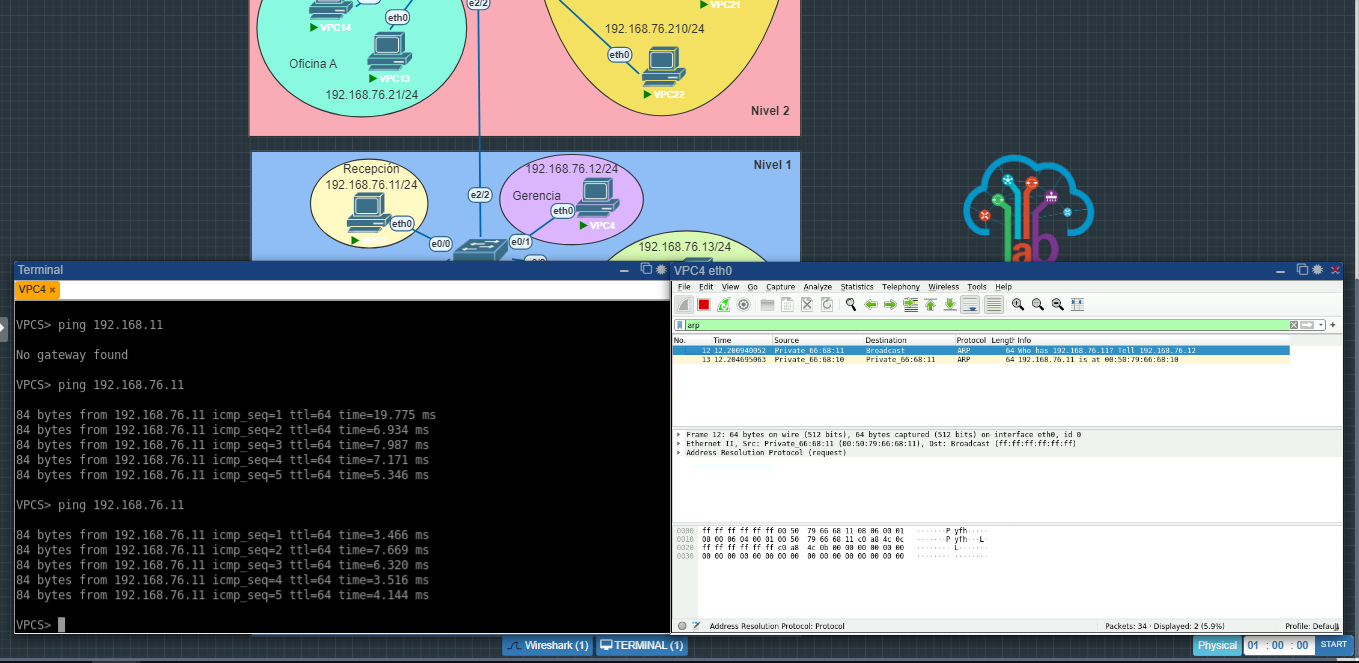 e2/2
VPC21
VPC14
eth0
192.168.76.210/24
eth0
Oficina A
VPC13
192.168.76.21/24
VPC22
Nivel 2
Recepción
192.168.76.11/24
192.168.76.12/24
Nivel 1
e2/2
Gerencia
eth0
eth0
VPC4
e0/0
e0/1
192.168.76.13/24
ab
Terminal
VPC4 ×
VPCS> ping 192.168.11
No gateway found
VPCS> ping 192.168.76.11
84 bytes from 192.168.76.11 icmp_seq=1 ttl=64 time=19.775 ms
84 bytes from 192.168.76.11 icmp_seq=2 ttl=64 time=6.934 ms
84 bytes from 192.168.76.11 icmp_seq=3 ttl=64 time=7.987 ms
84 bytes from 192.168.76.11 icmp_seq=4 ttl=64 time=7.171 ms
84 bytes from 192.168.76.11 icmp_seq=5 ttl=64 time=5.346 ms
VPCS> ping 192.168.76.11
84 bytes from 192.168.76.11 icmp_seq=1 ttl=64 time=3.466 ms
84 bytes from 192.168.76.11 icmp_seq=2 ttl=64 time=7.669 ms
84 bytes from 192.168.76.11 icmp_seq=3 ttl=64 time=6.320 ms
84 bytes from 192.168.76.11 icmp_seq=4 ttl=64 time=3.516 ms
84 bytes from 192.168.76.11 icmp_seq=5 ttl=64 time=4.144 ms
VPCS>
VPC4 eth0
File Edit View Go Capture Analyze Statistics Telephony Wireless Tools Help
arp
No. Time Source Destination Protocol Length Info
12 12.200940052 Private_66:68:11 Broadcast ARP 64 Who has 192.168.76.11? Tell 192.168.76.12
13 12.204695063 Private_66:68:10 Private_66:68:11 ARP 64 192.168.76.11 is at 00:50:79:66:68:10
Frame 12: 64 bytes on wire (512 bits), 64 bytes captured (512 bits) on interface eth0, id 0
Ethernet II, Src: Private_66:68:11 (00:50:79:66:68:11), Dst: Broadcast (ff:ff:ff:ff:ff:ff)
Address Resolution Protocol (request)
0000 ff ff ff ff ff ff 00 50 79 66 68 11 08 06 00 01 ·······P yfh·····
0010 08 00 06 04 00 01 00 50 79 66 68 11 c0 a8 4c 0c ·······P yfh···L·
0020 ff ff ff ff ff ff c0 a8 4c 0b 00 00 00 00 00 00 ········ L·······
0030 00 00 00 00 00 00 00 00 00 00 00 00 00 00 00 00 ········ ········
Address Resolution Protocol: Protocol
Packets: 34 · Displayed: 2 (5.9%)
Profile: Default
Wireshark (1)
TERMINAL (1)
Physical
01 : 00 : 00
START